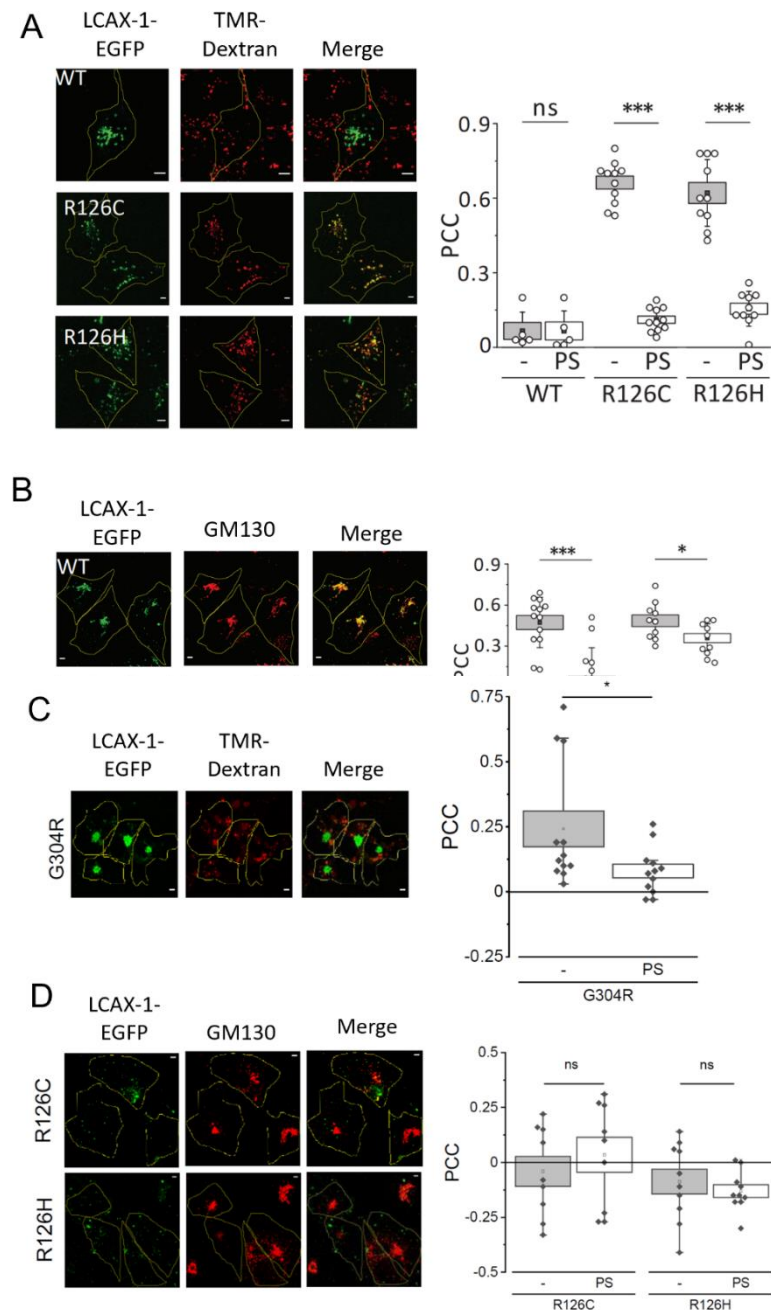 A
LCAX-1-
EGFP
TMR-
Dextran
Merge
WT
R126C
R126H
ns
***
***
0.9
0.6
0.3
0
PCC
- PS - PS - PS
WT R126C R126H
B
LCAX-1-
EGFP
GM130
Merge
WT
***
*
0.9
0.6
0.3
PCC
C
LCAX-1-
EGFP
TMR-
Dextran
Merge
G304R
*
0.75
0.50
0.25
0
-0.25
PCC
- PS
G304R
D
LCAX-1-
EGFP
GM130
Merge
R126C
R126H
ns
ns
0.5
0.25
0
-0.25
-0.5
PCC
- PS - PS
R126C R126H